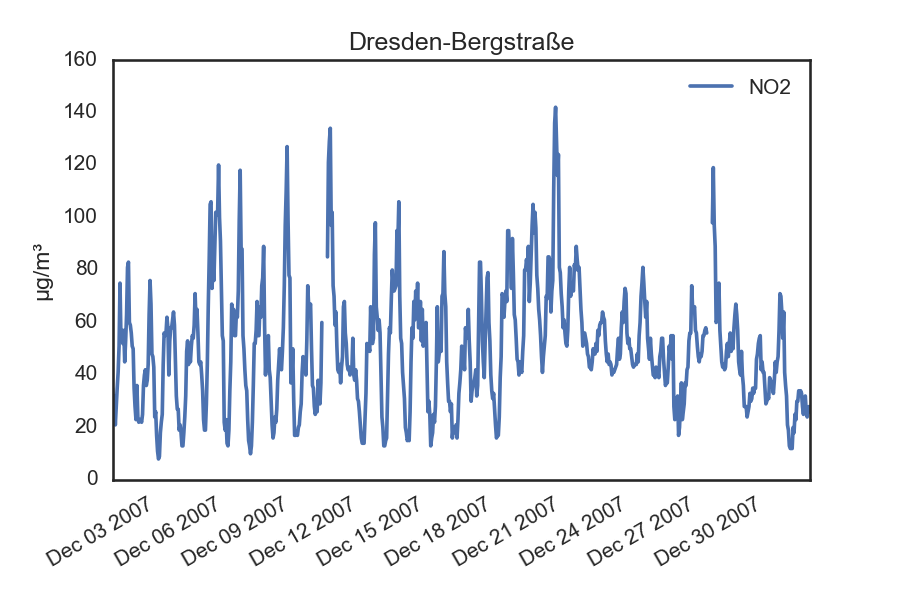 Dresden-Bergstraße
160
140
120
100
80
60
40
20
0
µg/m³
NO2
Dec 03 2007
Dec 06 2007
Dec 09 2007
Dec 12 2007
Dec 15 2007
Dec 18 2007
Dec 21 2007
Dec 24 2007
Dec 27 2007
Dec 30 2007